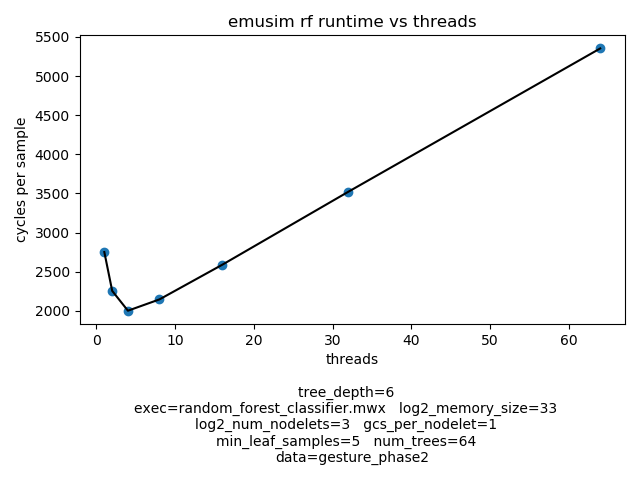 emusim rf runtime vs threads
5500
5000
4500
4000
3500
3000
2500
2000
cycles per sample
0 10 20 30 40 50 60
threads
tree_depth=6
exec=random_forest_classifier.mwx log2_memory_size=33
log2_num_nodelets=3 gcs_per_nodelet=1
min_leaf_samples=5 num_trees=64
data=gesture_phase2